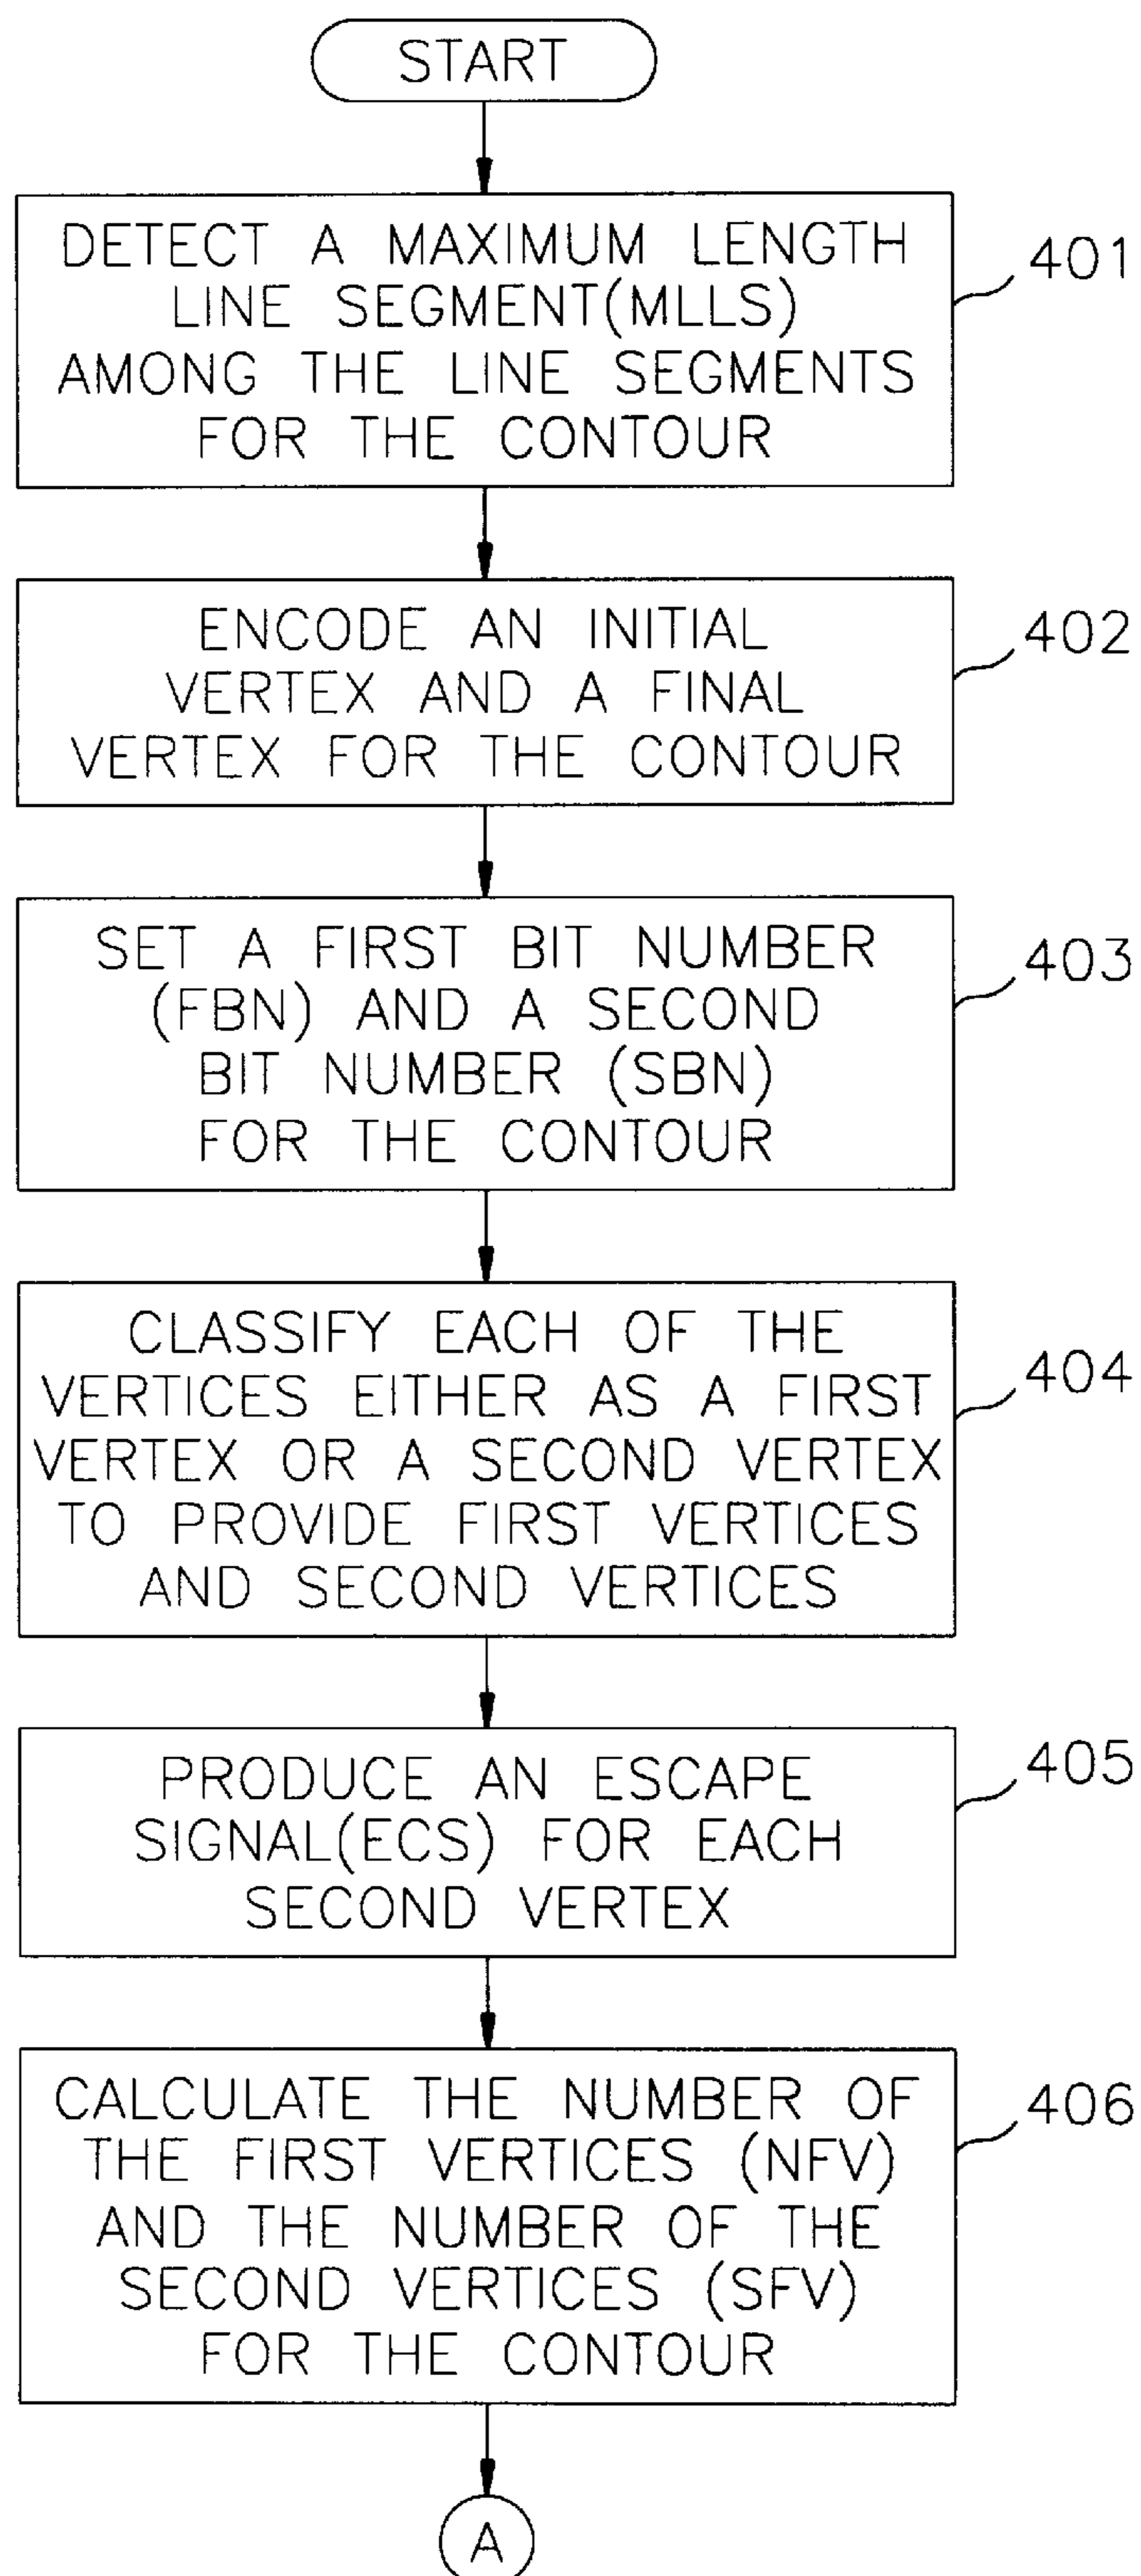 START
DETECT A MAXIMUM LENGTH
LINE SEGMENT(MLLS)
AMONG THE LINE SEGMENTS
FOR THE CONTOUR
401
ENCODE AN INITIAL
VERTEX AND A FINAL
VERTEX FOR THE CONTOUR
402
SET A FIRST BIT NUMBER
(FBN) AND A SECOND
BIT NUMBER (SBN)
FOR THE CONTOUR
403
CLASSIFY EACH OF THE
VERTICES EITHER AS A FIRST
VERTEX OR A SECOND VERTEX
TO PROVIDE FIRST VERTICES
AND SECOND VERTICES
404
PRODUCE AN ESCAPE
SIGNAL(ECS) FOR EACH
SECOND VERTEX
405
CALCULATE THE NUMBER OF
THE FIRST VERTICES (NFV)
AND THE NUMBER OF THE
SECOND VERTICES (SFV)
FOR THE CONTOUR
406
A